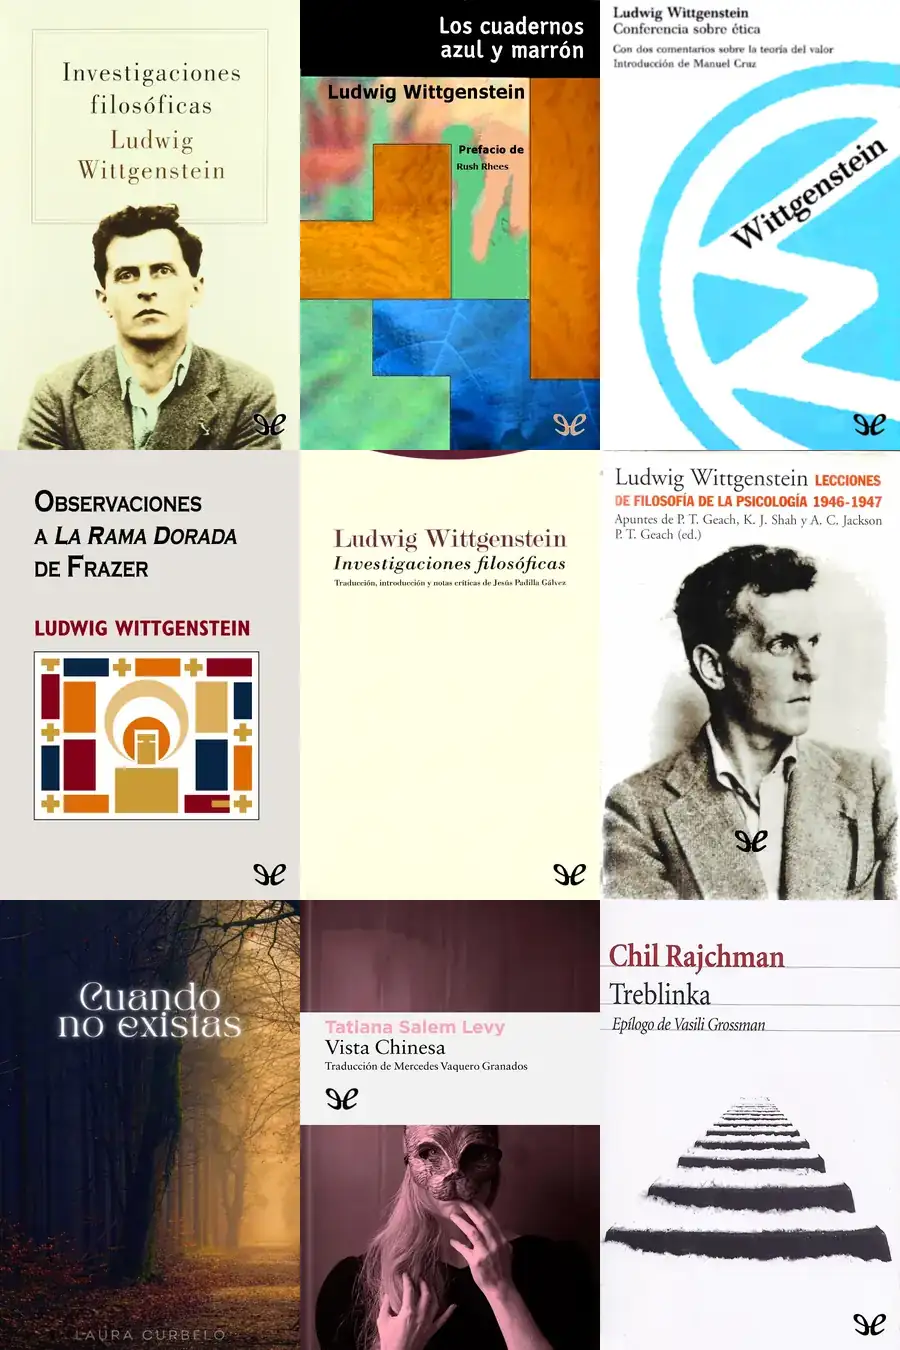 Investigaciones
filosóficas
Ludwig
Wittgenstein
Los cuadernos
azul y marrón
Ludwig Wittgenstein
Prefacio de
Rush Rhees
Ludwig Wittgenstein
Conferencia sobre ética
Con dos comentarios sobre la teoría del valor
Introducción de Manuel Cruz
Wittgenstein
OBSERVACIONES
A LA RAMA DORADA
DE FRAZER
LUDWIG WITTGENSTEIN
Ludwig Wittgenstein
Investigaciones filosóficas
Traducción, introducción y notas críticas de Jesús Padilla Gálvez
Ludwig Wittgenstein LECCIONES
DE FILOSOFÍA DE LA PSICOLOGÍA 1946-1947
Apuntes de P. T. Geach, K. J. Shah y A. C. Jackson
P. T. Geach (ed.)
Cuando
no existas
LAURA CURBELO
Tatiana Salem Levy
Vista Chinesa
Traducción de Mercedes Vaquero Granados
Chil Rajchman
Treblinka
Epílogo de Vasili Grossman